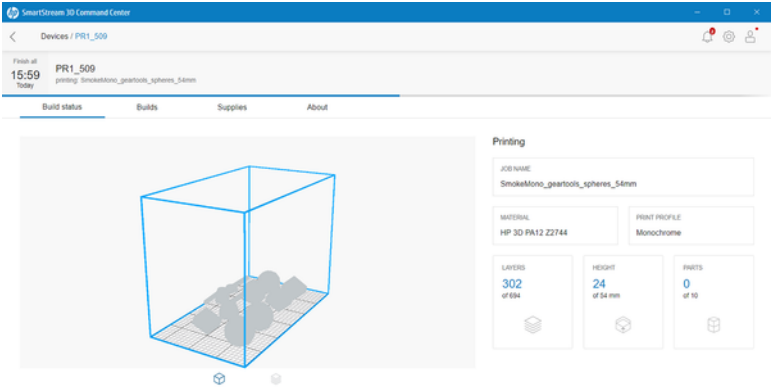 hp SmartStream 3D Command Center
Devices / PR1_509
Finish all
15:59
Today
PR1_509
printing: SmokeMono_geartools_spheres_54mm
Build status Builds Supplies About
Printing
JOB NAME
SmokeMono_geartools_spheres_54mm
MATERIAL
HP 3D PA12 Z2744
PRINT PROFILE
Monochrome
LAYERS
302
of 694
HEIGHT
24
of 54 mm
PARTS
0
of 10